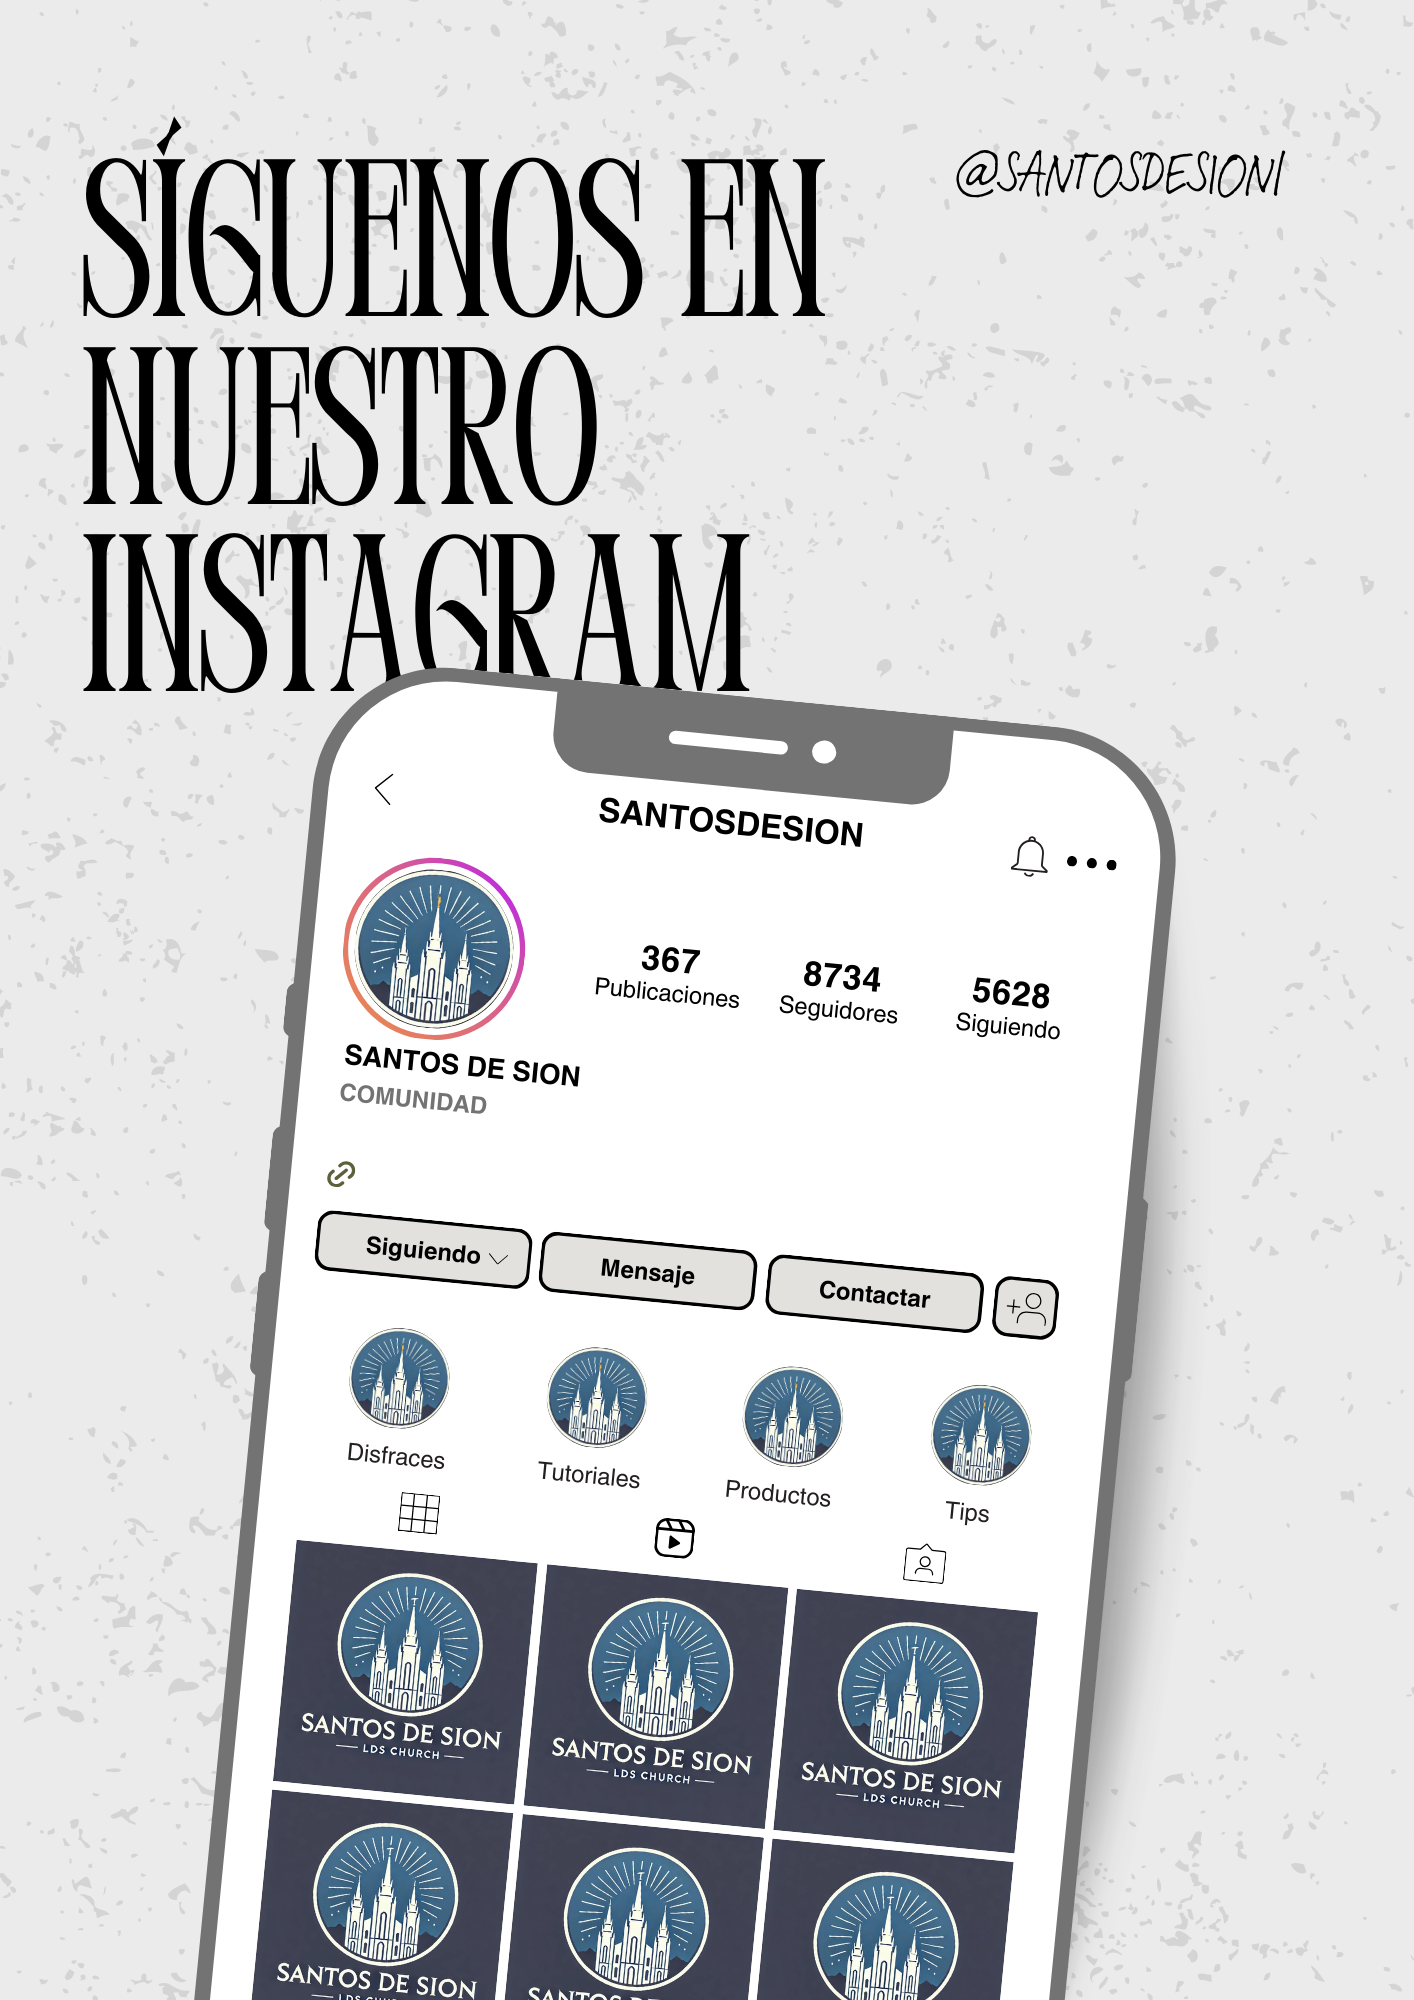 SÍGUENOS EN
NUESTRO
INSTAGRAM
@SANTOSDESION1
SANTOSDESION
367
Publicaciones
8734
Seguidores
5628
Siguiendo
SANTOS DE SION
COMUNIDAD
Siguiendo
Mensaje
Contactar
Disfraces
Tutoriales
Productos
Tips
SANTOS DE SION
LDS CHURCH
SANTOS DE SION
LDS CHURCH
SANTOS DE SION
LDS CHURCH
SANTOS DE SION